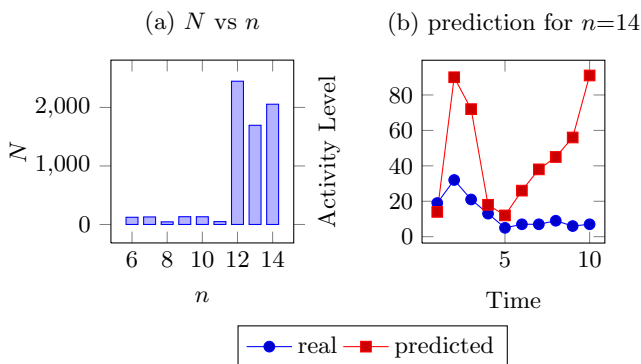 (a) N vs n
(b) prediction for n=14
N
2,000
1,000
0
6 8 10 12 14
n
Activity Level
80
60
40
20
0
5 10
Time
real predicted